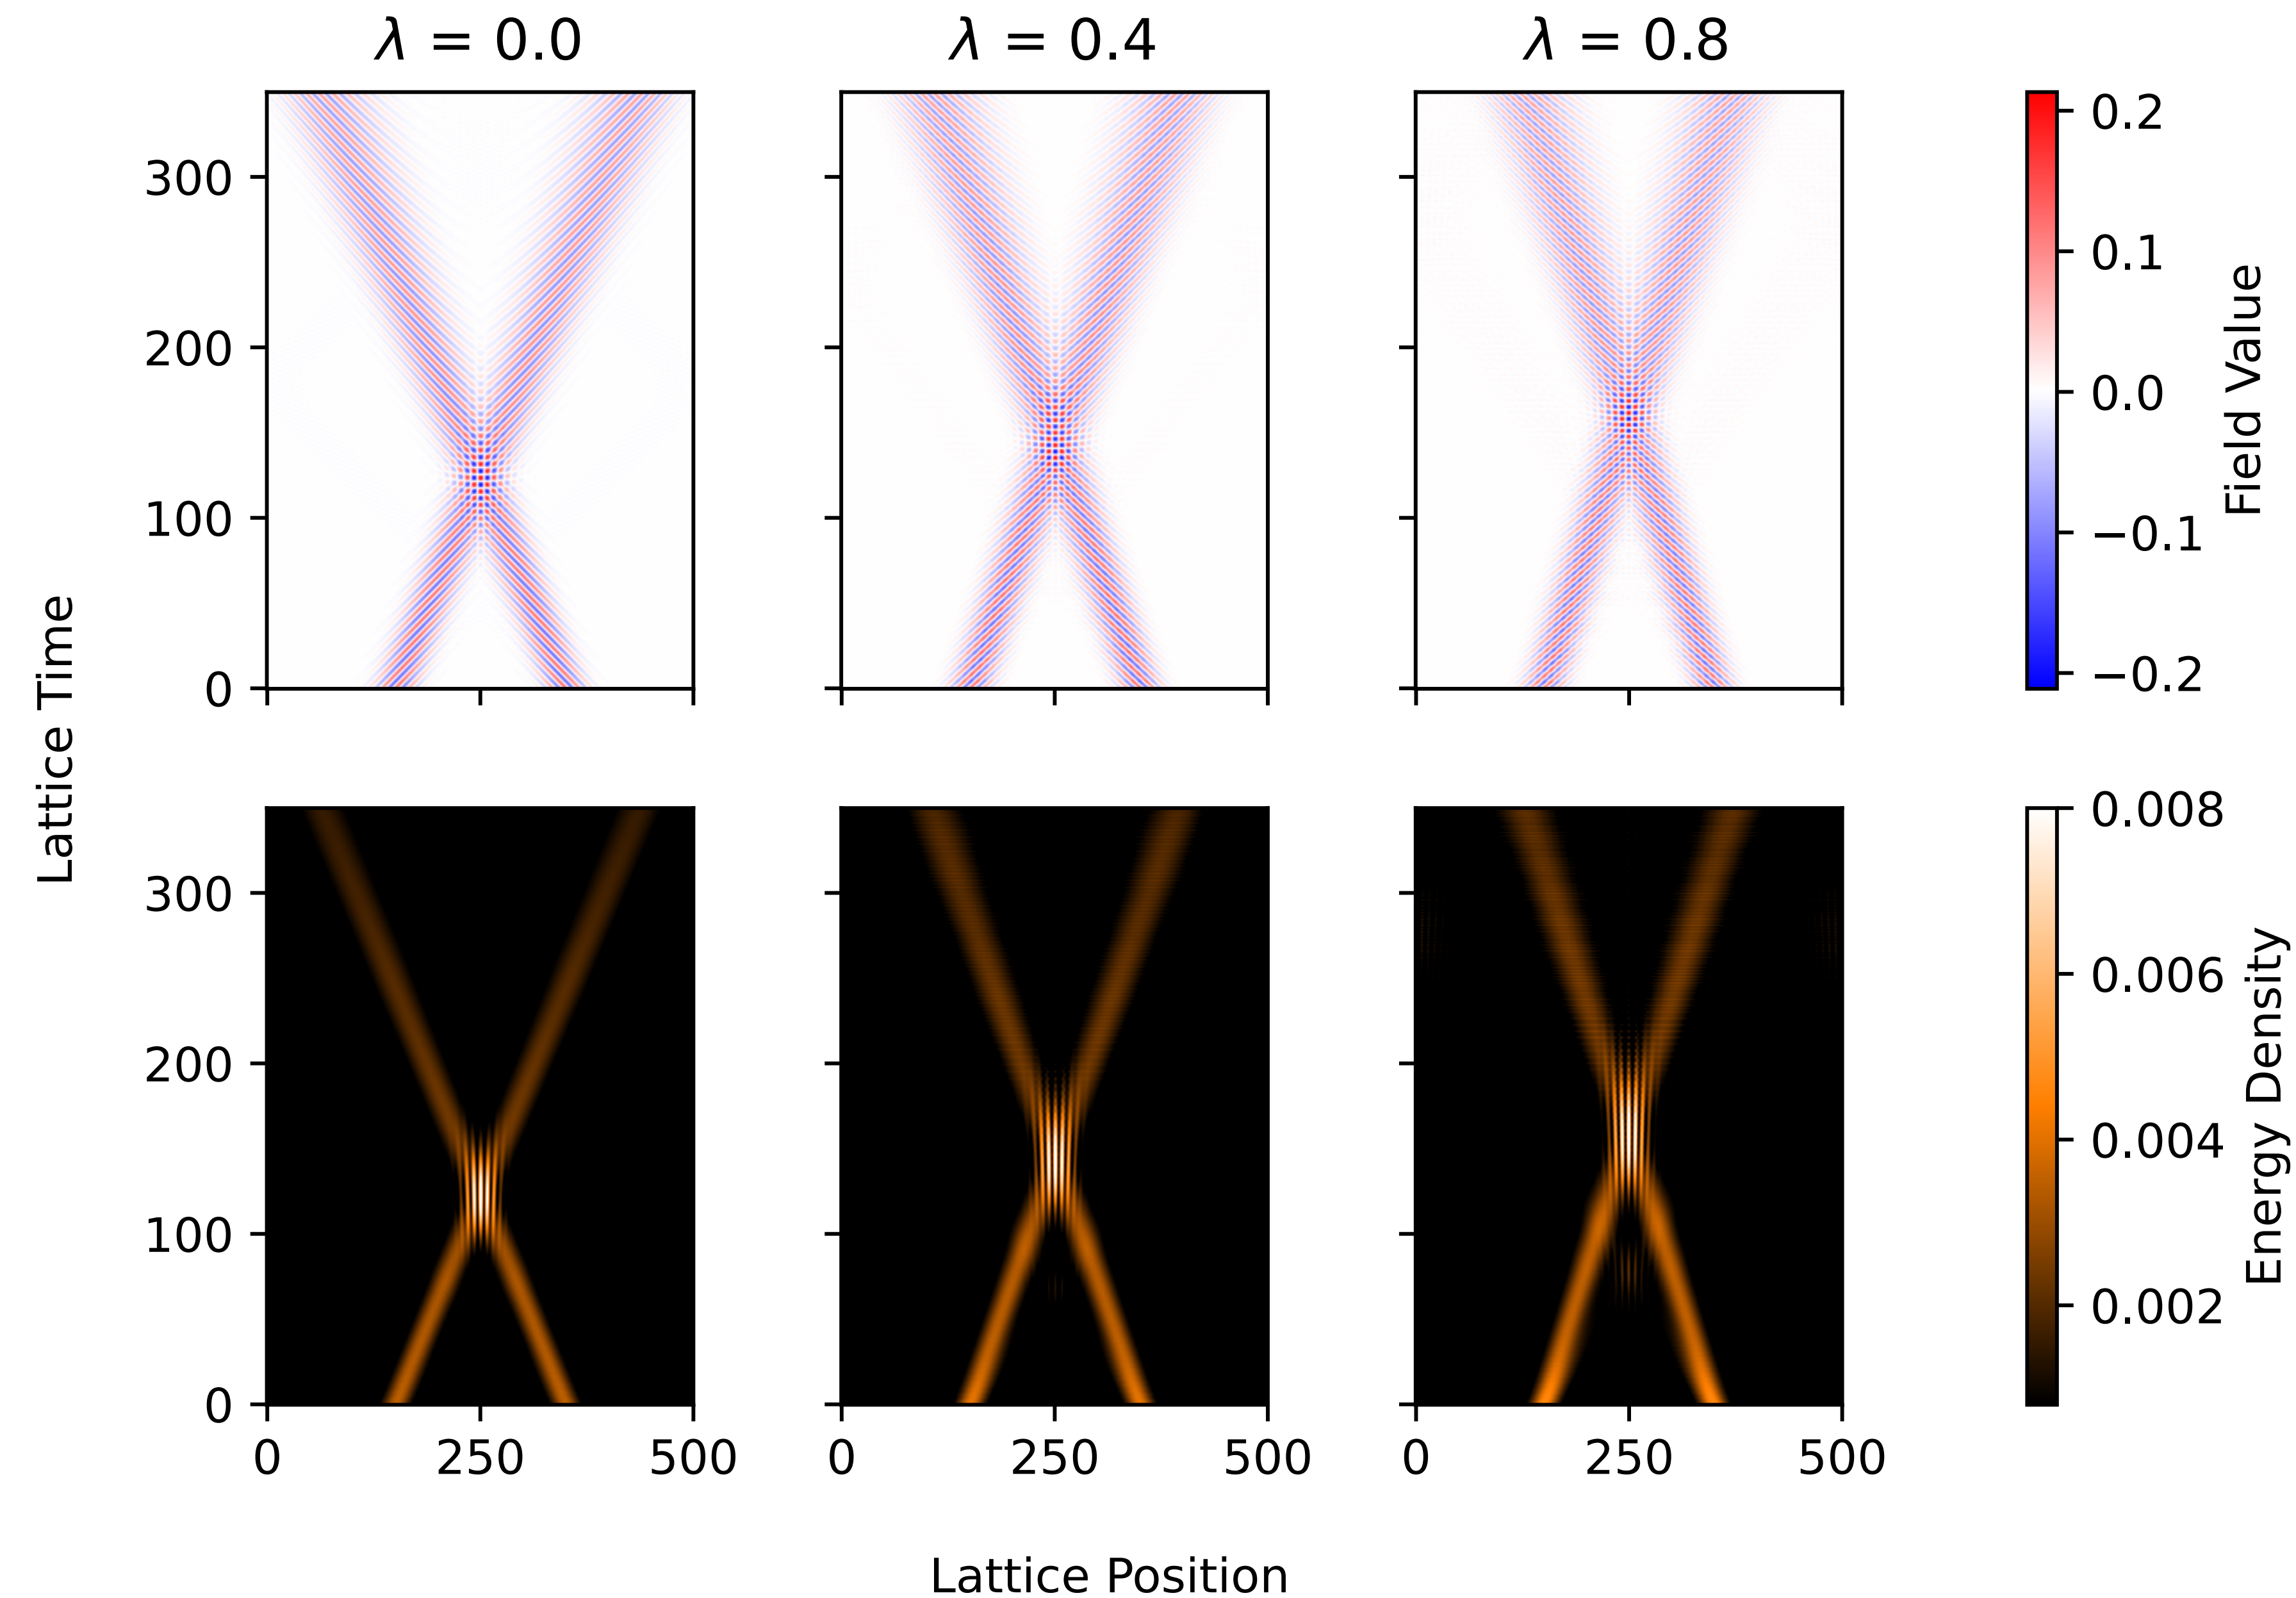 λ = 0.0
λ = 0.4
λ = 0.8
300
200
100
0
0.2
0.1
0.0
−0.1
−0.2
Field Value
Lattice Time
300
200
100
0
0.008
0.006
0.004
0.002
Energy Density
0 250 500
0 250 500
0 250 500
Lattice Position